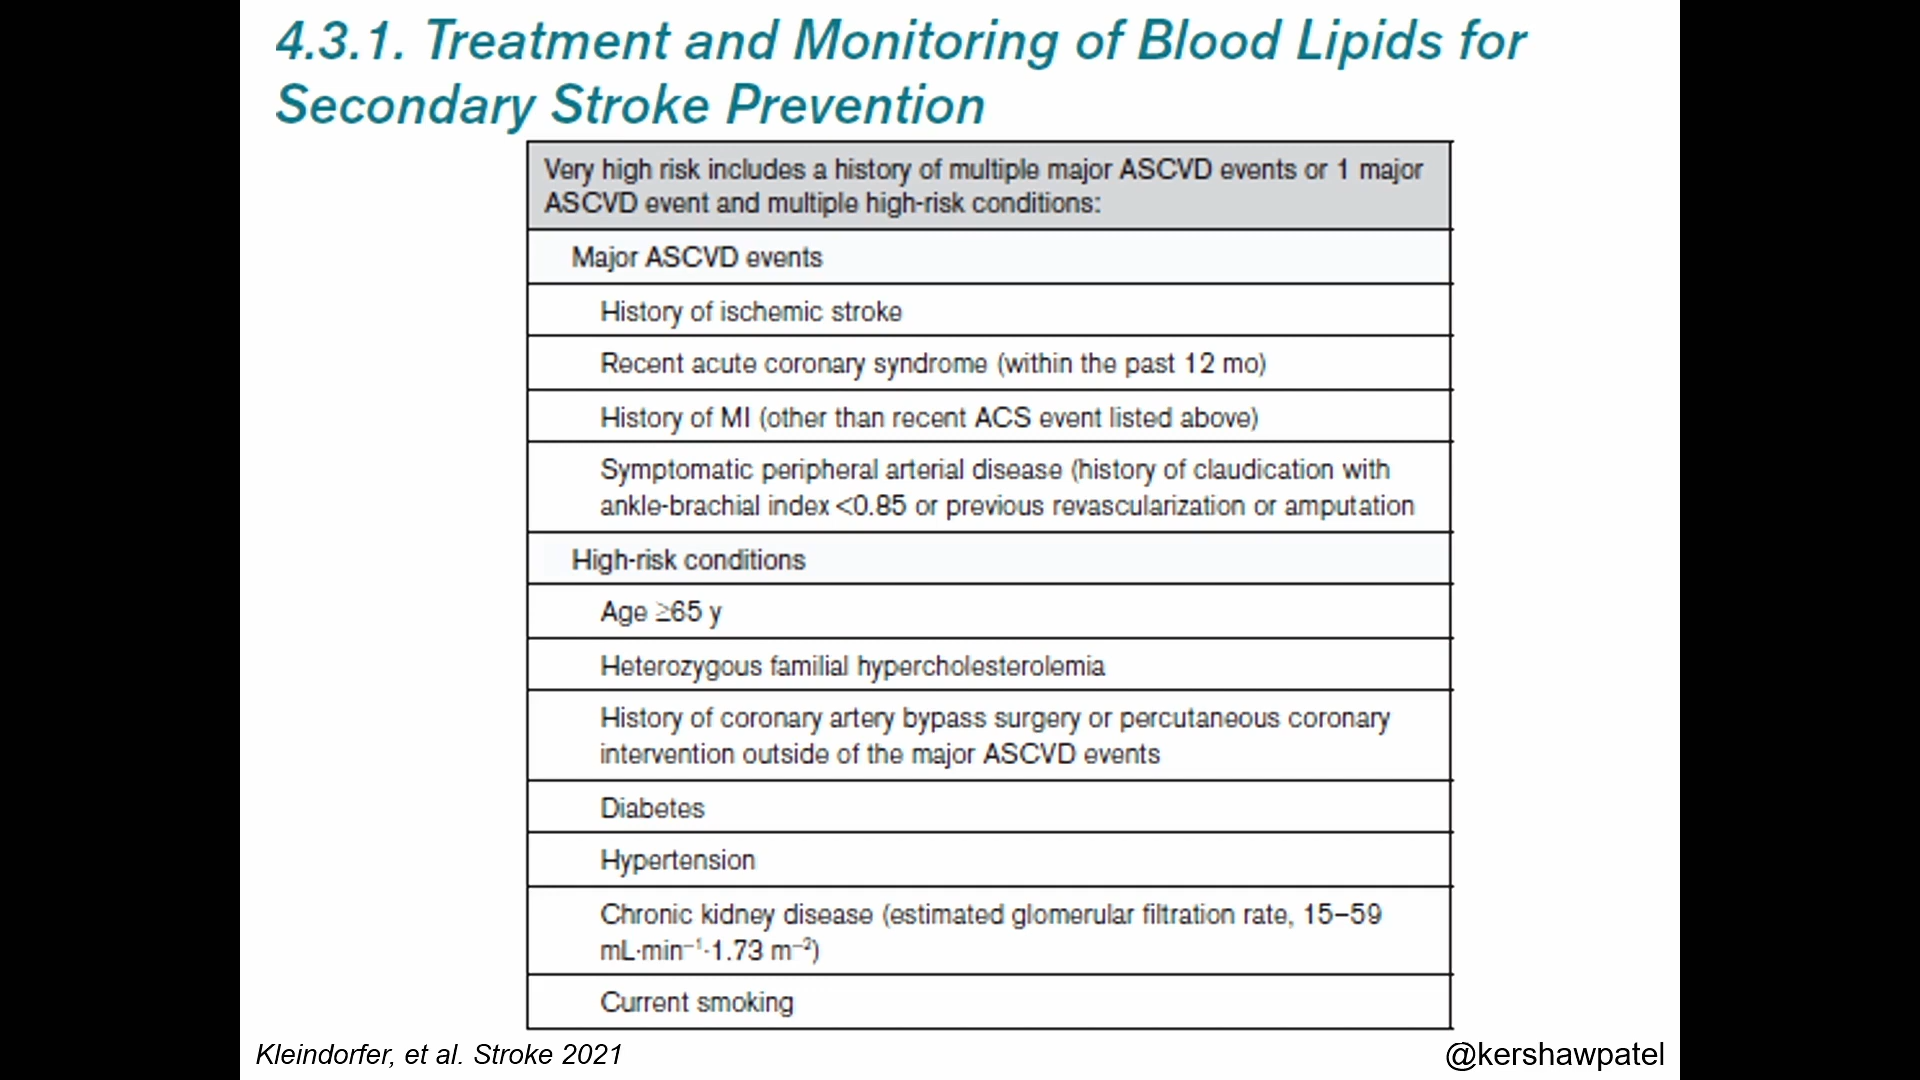 4.3.1. Treatment and Monitoring of Blood Lipids for
Secondary Stroke Prevention
Very high risk includes a history of multiple major ASCVD events or 1 major
ASCVD event and multiple high-risk conditions:
Major ASCVD events
History of ischemic stroke
Recent acute coronary syndrome (within the past 12 mo)
History of MI (other than recent ACS event listed above)
Symptomatic peripheral arterial disease (history of claudication with
ankle-brachial index <0.85 or previous revascularization or amputation
High-risk conditions
Age ≥65 y
Heterozygous familial hypercholesterolemia
History of coronary artery bypass surgery or percutaneous coronary
intervention outside of the major ASCVD events
Diabetes
Hypertension
Chronic kidney disease (estimated glomerular filtration rate, 15–59
mL·min⁻¹·1.73 m⁻²)
Current smoking
Kleindorfer, et al. Stroke 2021
@kershawpatel